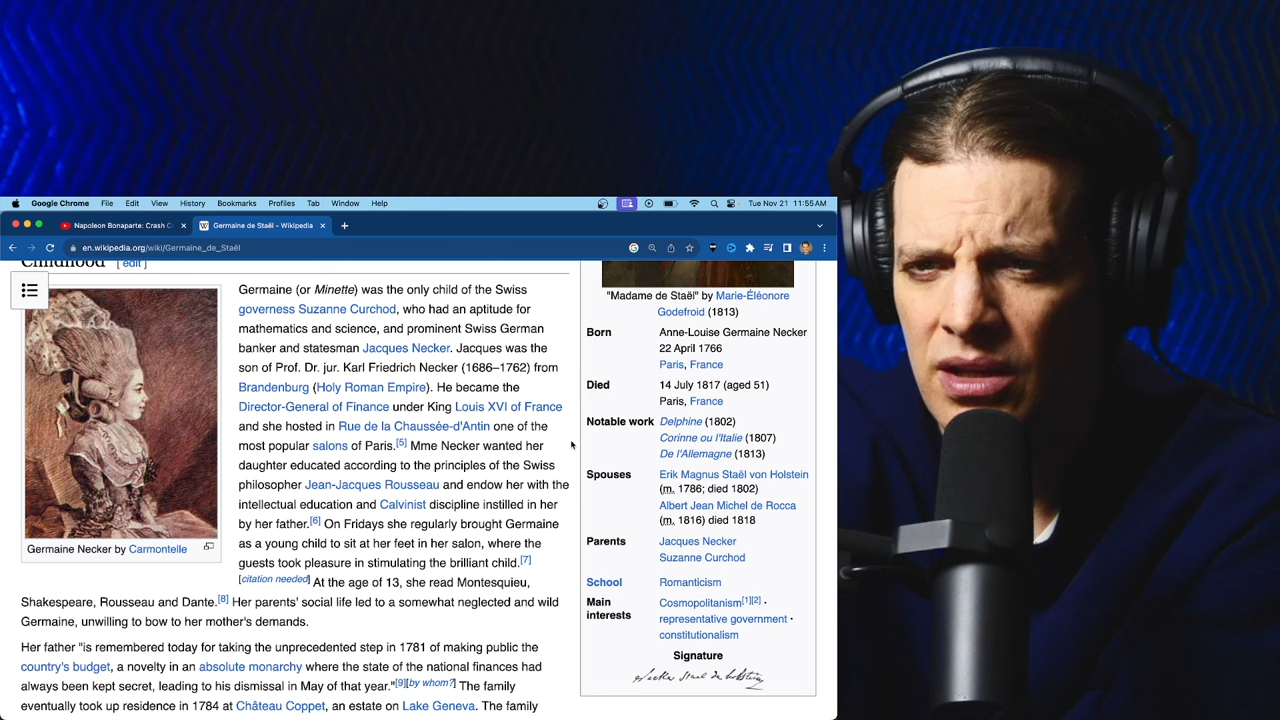 Google Chrome File Edit View History Bookmarks Profiles Tab Window Help Tue Nov 21 11:55 AM
Napoleon Bonaparte: Crash C
Germaine de Staël - Wikipedia
en.wikipedia.org/wiki/Germaine_de_Staël
Childhood [ edit ]
Germaine Necker by Carmontelle
Germaine (or Minette) was the only child of the Swiss
governess Suzanne Curchod, who had an aptitude for
mathematics and science, and prominent Swiss German
banker and statesman Jacques Necker. Jacques was the
son of Prof. Dr. jur. Karl Friedrich Necker (1686–1762) from
Brandenburg (Holy Roman Empire). He became the
Director-General of Finance under King Louis XVI of France
and she hosted in Rue de la Chaussée-d'Antin one of the
most popular salons of Paris.[5] Mme Necker wanted her
daughter educated according to the principles of the Swiss
philosopher Jean-Jacques Rousseau and endow her with the
intellectual education and Calvinist discipline instilled in her
by her father.[6] On Fridays she regularly brought Germaine
as a young child to sit at her feet in her salon, where the
guests took pleasure in stimulating the brilliant child.[7]
[citation needed] At the age of 13, she read Montesquieu,
Shakespeare, Rousseau and Dante.[8] Her parents' social life led to a somewhat neglected and wild
Germaine, unwilling to bow to her mother's demands.
Her father "is remembered today for taking the unprecedented step in 1781 of making public the
country's budget, a novelty in an absolute monarchy where the state of the national finances had
always been kept secret, leading to his dismissal in May of that year."[9][by whom?] The family
eventually took up residence in 1784 at Château Coppet, an estate on Lake Geneva. The family
"Madame de Staël" by Marie-Éléonore
Godefroid (1813)
Born Anne-Louise Germaine Necker
22 April 1766
Paris, France
Died 14 July 1817 (aged 51)
Paris, France
Notable work Delphine (1802)
Corinne ou l'Italie (1807)
De l'Allemagne (1813)
Spouses Erik Magnus Staël von Holstein
(m. 1786; died 1802)
Albert Jean Michel de Rocca
(m. 1816) died 1818
Parents Jacques Necker
Suzanne Curchod
School Romanticism
Main Cosmopolitanism[1][2] ·
interests representative government ·
constitutionalism
Signature